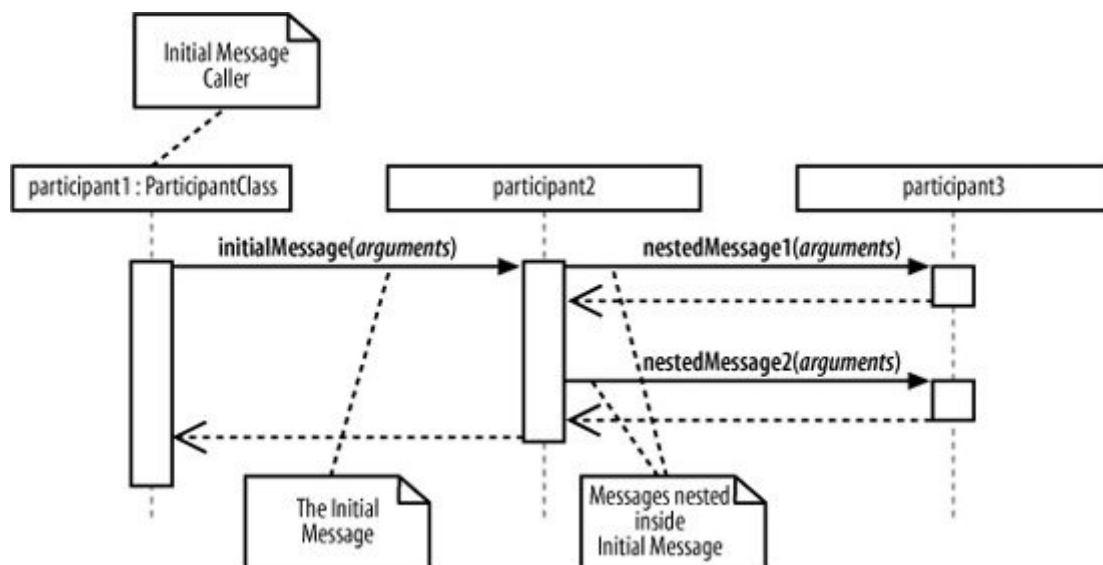 Initial Message
Caller
participant1 : ParticipantClass
participant2
participant3
initialMessage(arguments)
nestedMessage1(arguments)
nestedMessage2(arguments)
The Initial
Message
Messages nested
inside
Initial Message